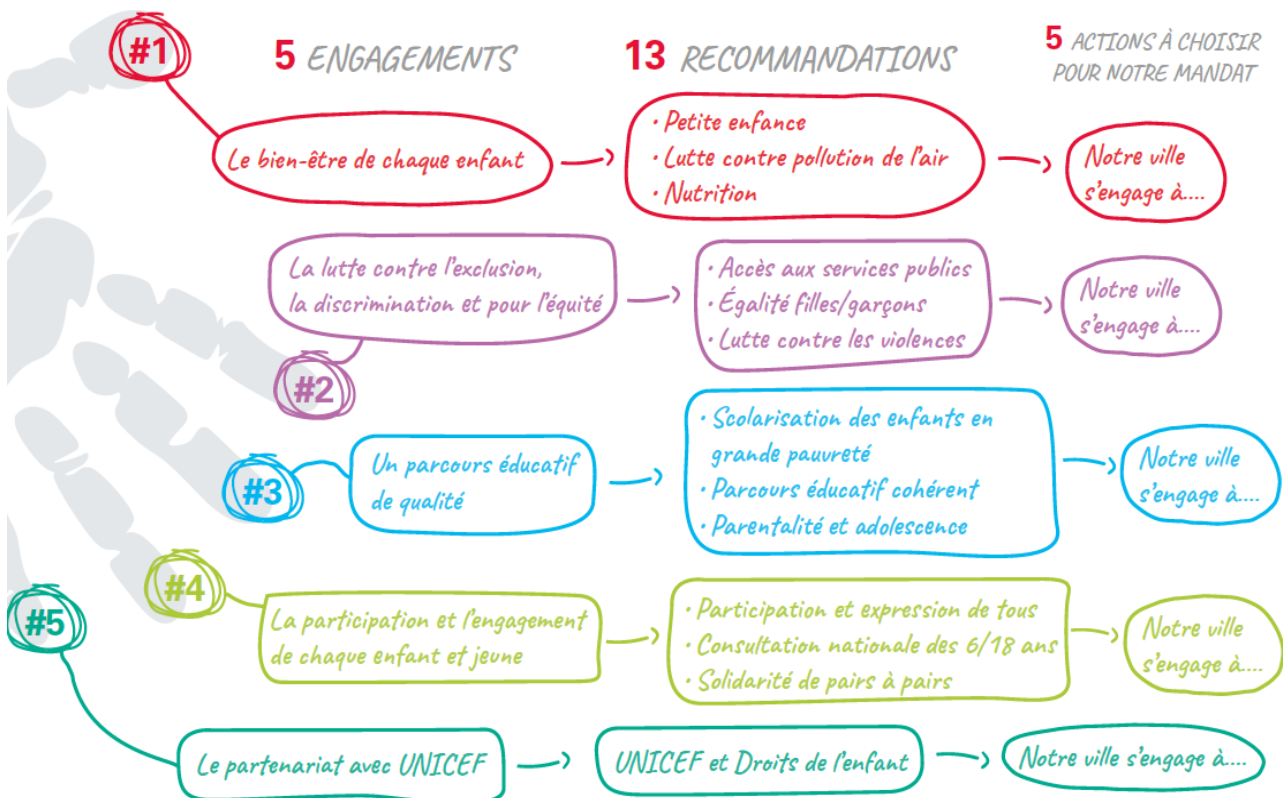 #1
5 ENGAGEMENTS
13 RECOMMANDATIONS
5 ACTIONS À CHOISIR
POUR NOTRE MANDAT
Le bien-être de chaque enfant
• Petite enfance
• Lutte contre pollution de l'air
• Nutrition
Notre ville
s'engage à....
La lutte contre l'exclusion,
la discrimination et pour l'équité
#2
• Accès aux services publics
• Égalité filles/garçons
• Lutte contre les violences
Notre ville
s'engage à....
#3
Un parcours éducatif
de qualité
• Scolarisation des enfants en
grande pauvreté
• Parcours éducatif cohérent
• Parentalité et adolescence
Notre ville
s'engage à....
#4
La participation et l'engagement
de chaque enfant et jeune
• Participation et expression de tous
• Consultation nationale des 6/18 ans
• Solidarité de pairs à pairs
Notre ville
s'engage à....
#5
Le partenariat avec UNICEF
UNICEF et Droits de l'enfant
Notre ville s'engage à....